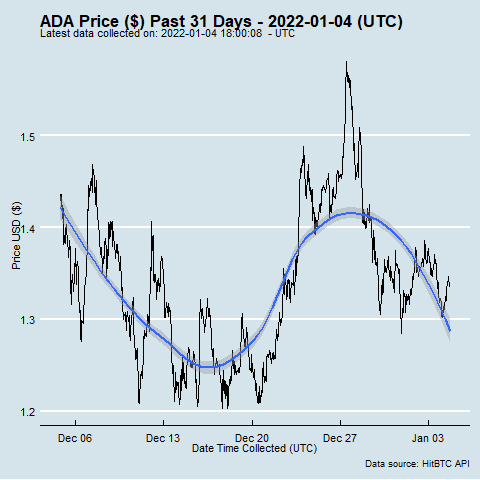 ADA Price ($) Past 31 Days - 2022-01-04 (UTC)
Latest data collected on: 2022-01-04 18:00:08 - UTC
Price USD ($)
1.5
1.4
1.3
1.2
Dec 06 Dec 13 Dec 20 Dec 27 Jan 03
Date Time Collected (UTC)
Data source: HitBTC API